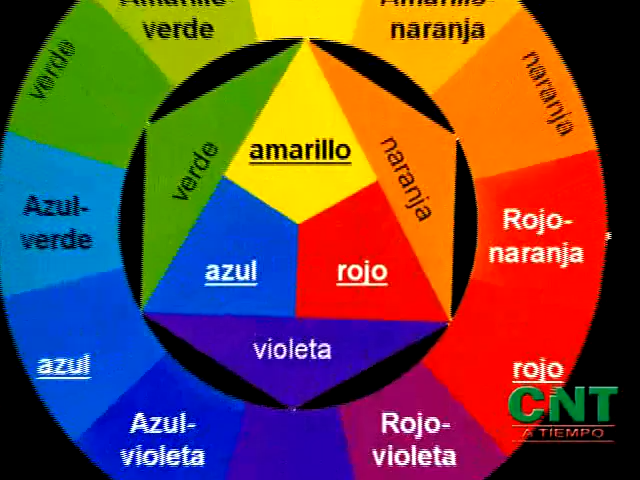 Amarillo-
verde
Amarillo-
naranja
verde
naranja
amarillo
verde
naranja
Azul-
verde
Rojo-
naranja
azul
rojo
azul
violeta
rojo
Azul-
violeta
Rojo-
violeta
CNT
A TIEMPO